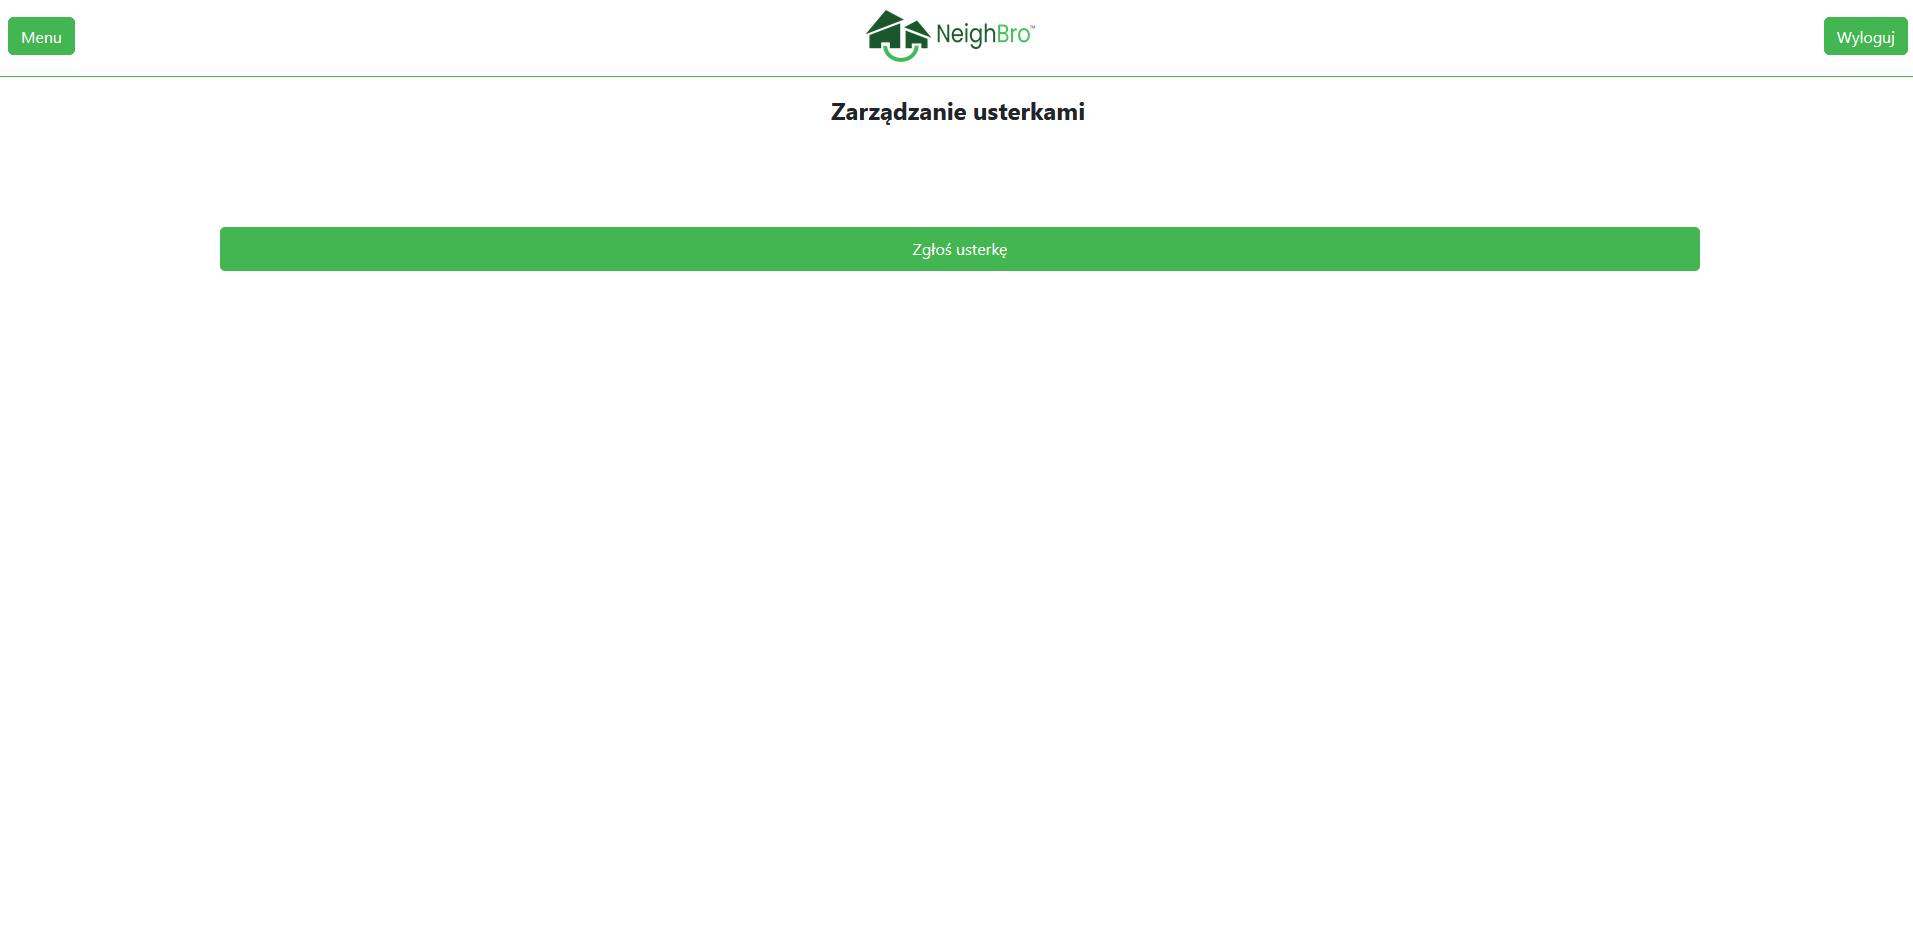 Menu
NeighBro™
Wyloguj
Zarządzanie usterkami
Zgłoś usterkę